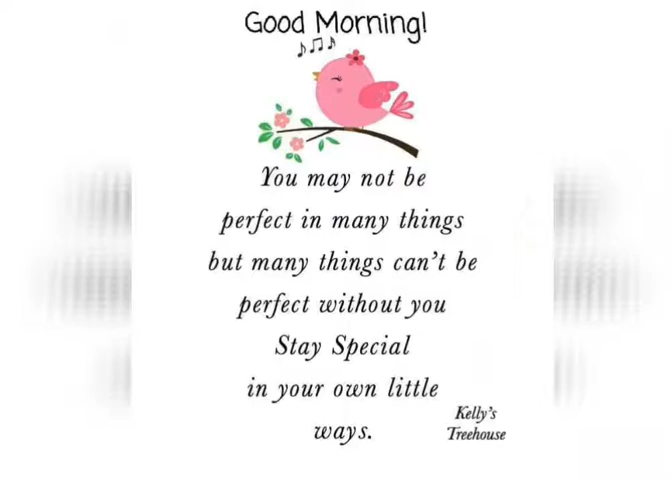 Good Morning!
You may not be
perfect in many things
but many things can't be
perfect without you
Stay Special
in your own little
ways.
Kelly's
Treehouse